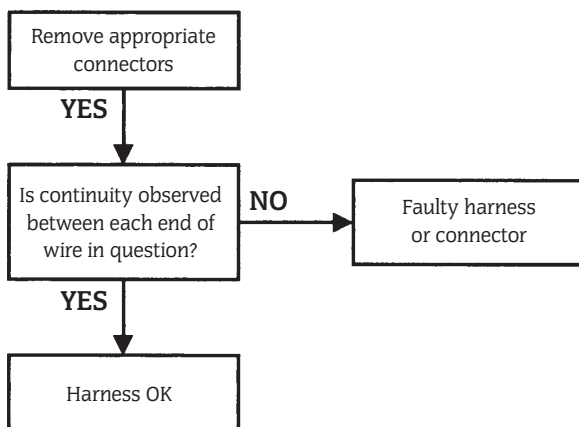 Remove appropriate
connectors
YES
Is continuity observed
between each end of
wire in question?
NO
Faulty harness
or connector
YES
Harness OK